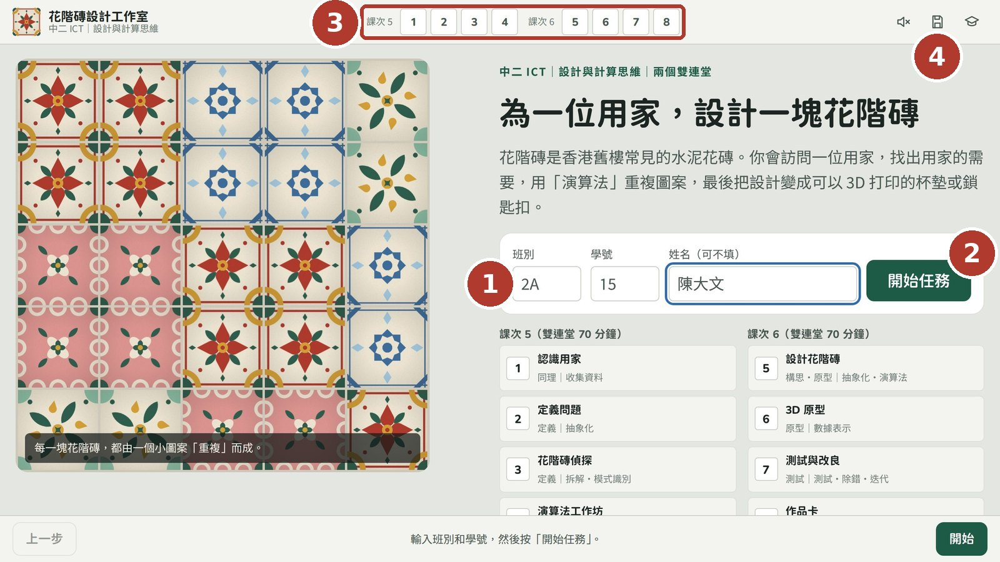 花階磚設計工作室
中二 ICT｜設計與計算思維
3
課次 5 1 2 3 4 課次 6 5 6 7 8
4
中二 ICT｜設計與計算思維｜兩個雙連堂
為一位用家，設計一塊花階磚
花階磚是香港舊樓常見的水泥花磚。你會訪問一位用家，找出用家的需
要，用「演算法」重複圖案，最後把設計變成可以 3D 打印的杯墊或鎖
匙扣。
班別 學號 姓名（可不填）
2
1
2A 15 陳大文 開始任務
課次 5（雙連堂 70 分鐘）
1 認識用家
同理｜收集資料
2 定義問題
定義｜抽象化
3 花階磚偵探
定義｜拆解・模式識別
演算法工作坊
課次 6（雙連堂 70 分鐘）
5 設計花階磚
構思・原型｜抽象化・演算法
6 3D 原型
原型｜數據表示
7 測試與改良
測試｜測試・除錯・迭代
作品卡
每一塊花階磚，都由一個小圖案「重複」而成。
上一步
輸入班別和學號，然後按「開始任務」。
開始